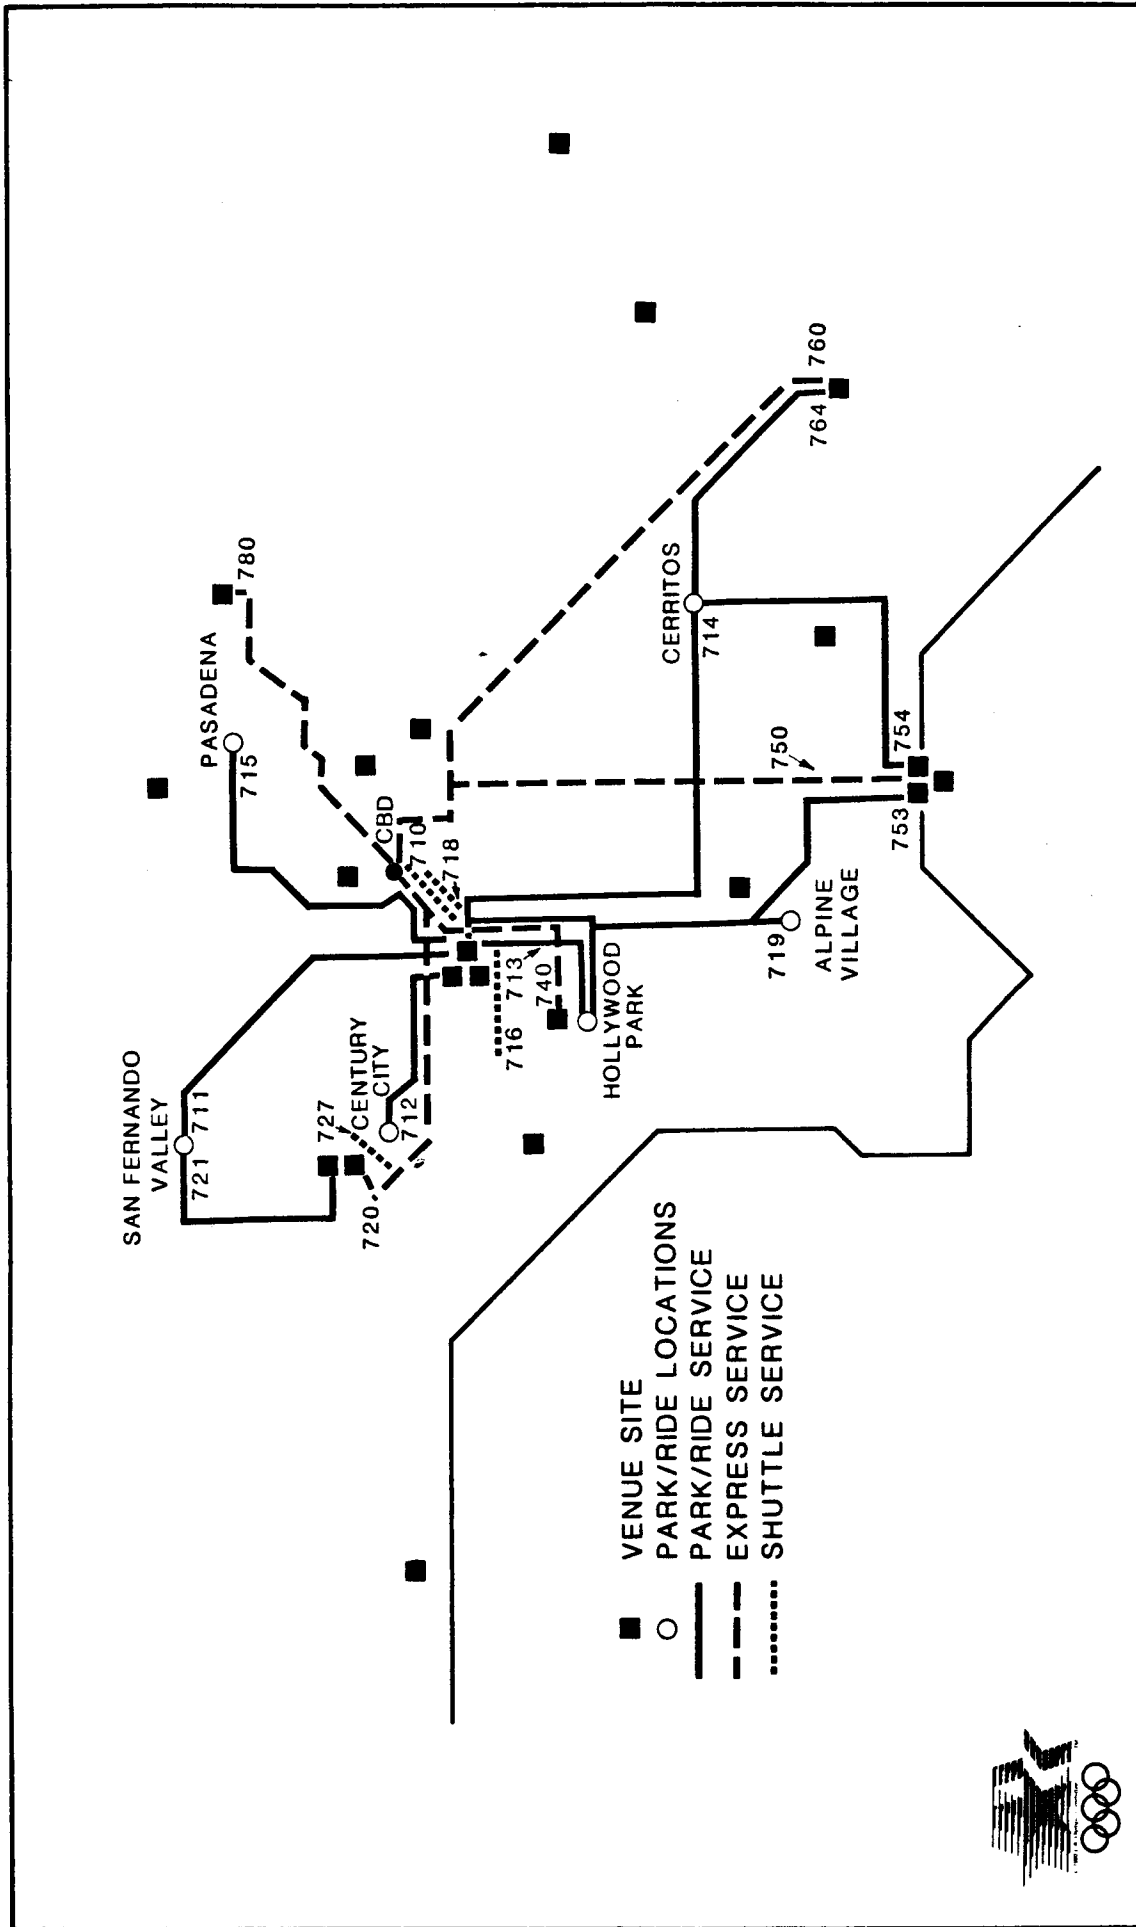 SAN FERNANDO
VALLEY
721
711
727
720
CENTURY
CITY
712
PASADENA
715
780
CBD
710
718
716
713
740
HOLLYWOOD
PARK
719
ALPINE
VILLAGE
CERRITOS
714
750
753
754
764
760
VENUE SITE
PARK/RIDE LOCATIONS
PARK/RIDE SERVICE
EXPRESS SERVICE
SHUTTLE SERVICE